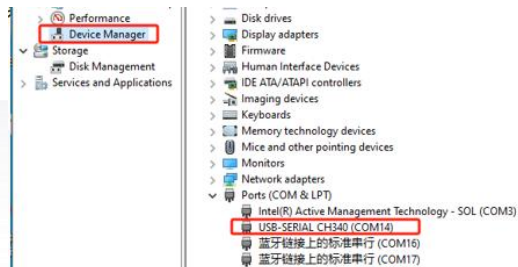 Performance
Device Manager
Storage
Disk Management
Services and Applications
Disk drives
Display adapters
Firmware
Human Interface Devices
IDE ATA/ATAPI controllers
Imaging devices
Keyboards
Memory technology devices
Mice and other pointing devices
Monitors
Network adapters
Ports (COM & LPT)
Intel(R) Active Management Technology - SOL (COM3)
USB-SERIAL CH340 (COM14)
蓝牙链接上的标准串行 (COM16)
蓝牙链接上的标准串行 (COM17)